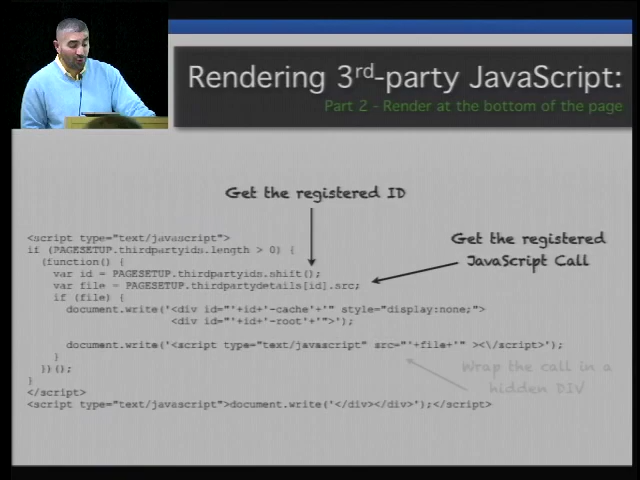 Rendering 3rd-party JavaScript:
Part 2 - Render at the bottom of the page
Get the registered ID
Get the registered
JavaScript Call
<script type="text/javascript">
if (PAGESETUP.thirdpartyids.length > 0) {
(function() {
var id = PAGESETUP.thirdpartyids.shift();
var file = PAGESETUP.thirdpartydetails[id].src;
if (file) {
document.write('<div id="'+id+'-cache'+'" style="display:none;">
<div id="'+id+'-root'+'">');
document.write('<script type="text/javascript" src="'+file+'" ><\/script>');
}
})();
}
</script>
<script type="text/javascript">document.write('</div></div>');</script>
Wrap the call in a
hidden DIV